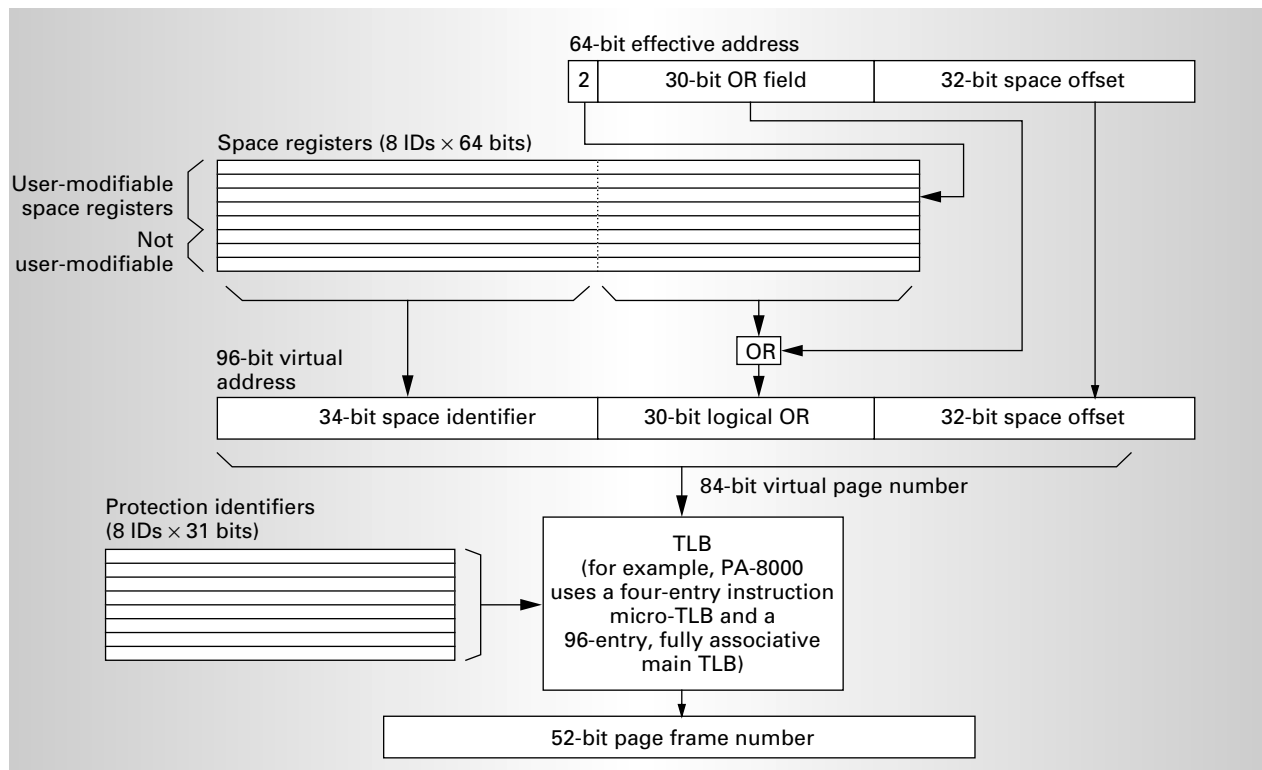 64-bit effective address
2
30-bit OR field
32-bit space offset
Space registers (8 IDs × 64 bits)
User-modifiable
space registers
Not
user-modifiable
OR
96-bit virtual
address
34-bit space identifier
30-bit logical OR
32-bit space offset
84-bit virtual page number
Protection identifiers
(8 IDs × 31 bits)
TLB
(for example, PA-8000
uses a four-entry instruction
micro-TLB and a
96-entry, fully associative
main TLB)
52-bit page frame number